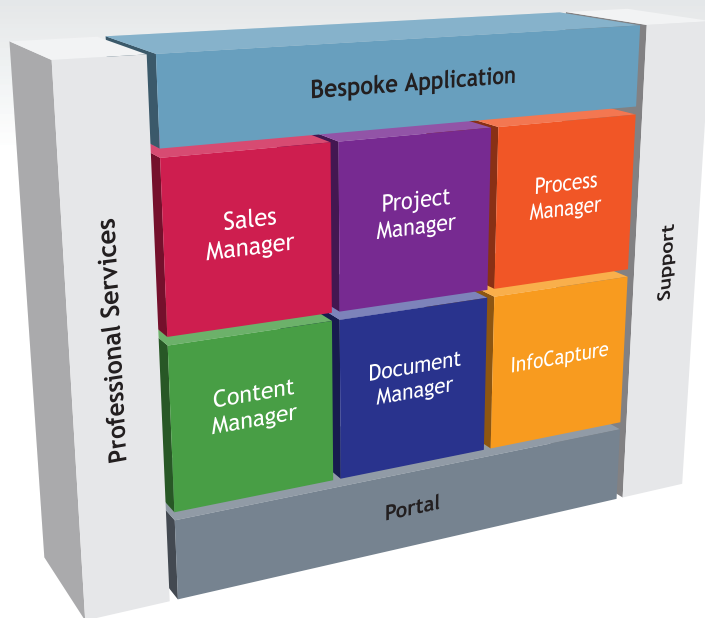 Bespoke Application
Professional Services
Sales
Manager
Project
Manager
Process
Manager
Support
Content
Manager
Document
Manager
InfoCapture
Portal